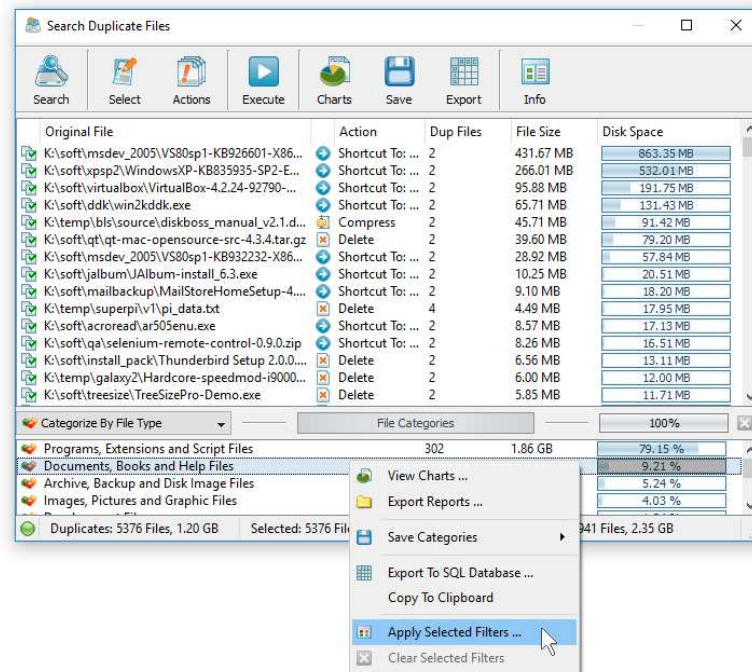 Search Duplicate Files
Search Select Actions Execute Charts Save Export Info
Original File Action Dup Files File Size Disk Space
K:\soft\msdev_2005\VS80sp1-KB926601-X86... Shortcut To: ... 2 431.67 MB 863.35 MB
K:\soft\xpsp2\WindowsXP-KB835935-SP2-E... Shortcut To: ... 2 266.01 MB 532.01 MB
K:\soft\virtualbox\VirtualBox-4.2.24-92790-... Shortcut To: ... 2 95.88 MB 191.75 MB
K:\soft\ddk\win2kddk.exe Shortcut To: ... 2 65.71 MB 131.43 MB
K:\temp\bls\source\diskboss_manual_v2.1.d... Compress 2 45.71 MB 91.42 MB
K:\soft\qt\qt-mac-opensource-src-4.3.4.tar.gz Delete 2 39.60 MB 79.20 MB
K:\soft\msdev_2005\VS80sp1-KB932232-X86... Shortcut To: ... 2 28.92 MB 57.84 MB
K:\soft\jalbum\JAlbum-install_6.3.exe Shortcut To: ... 2 10.25 MB 20.51 MB
K:\soft\mailbackup\MailStoreHomeSetup-4.... Shortcut To: ... 2 9.10 MB 18.20 MB
K:\temp\superpi\v1\pi_data.txt Delete 4 4.49 MB 17.95 MB
K:\soft\acroread\ar505enu.exe Shortcut To: ... 2 8.57 MB 17.13 MB
K:\soft\qa\selenium-remote-control-0.9.0.zip Shortcut To: ... 2 8.26 MB 16.51 MB
K:\soft\install_pack\Thunderbird Setup 2.0.0.... Delete 2 6.56 MB 13.11 MB
K:\temp\galaxy2\Hardcore-speedmod-i9000... Delete 2 6.00 MB 12.00 MB
K:\soft\treesize\TreeSizePro-Demo.exe Delete 2 5.85 MB 11.71 MB
Categorize By File Type File Categories 100%
Programs, Extensions and Script Files 302 1.86 GB 79.15 %
Documents, Books and Help Files 9.21 %
Archive, Backup and Disk Image Files 5.24 %
Images, Pictures and Graphic Files 4.03 %
Duplicates: 5376 Files, 1.20 GB Selected: 5376 941 Files, 2.35 GB
View Charts ...
Export Reports ...
Save Categories
Export To SQL Database ...
Copy To Clipboard
Apply Selected Filters ...
Clear Selected Filters